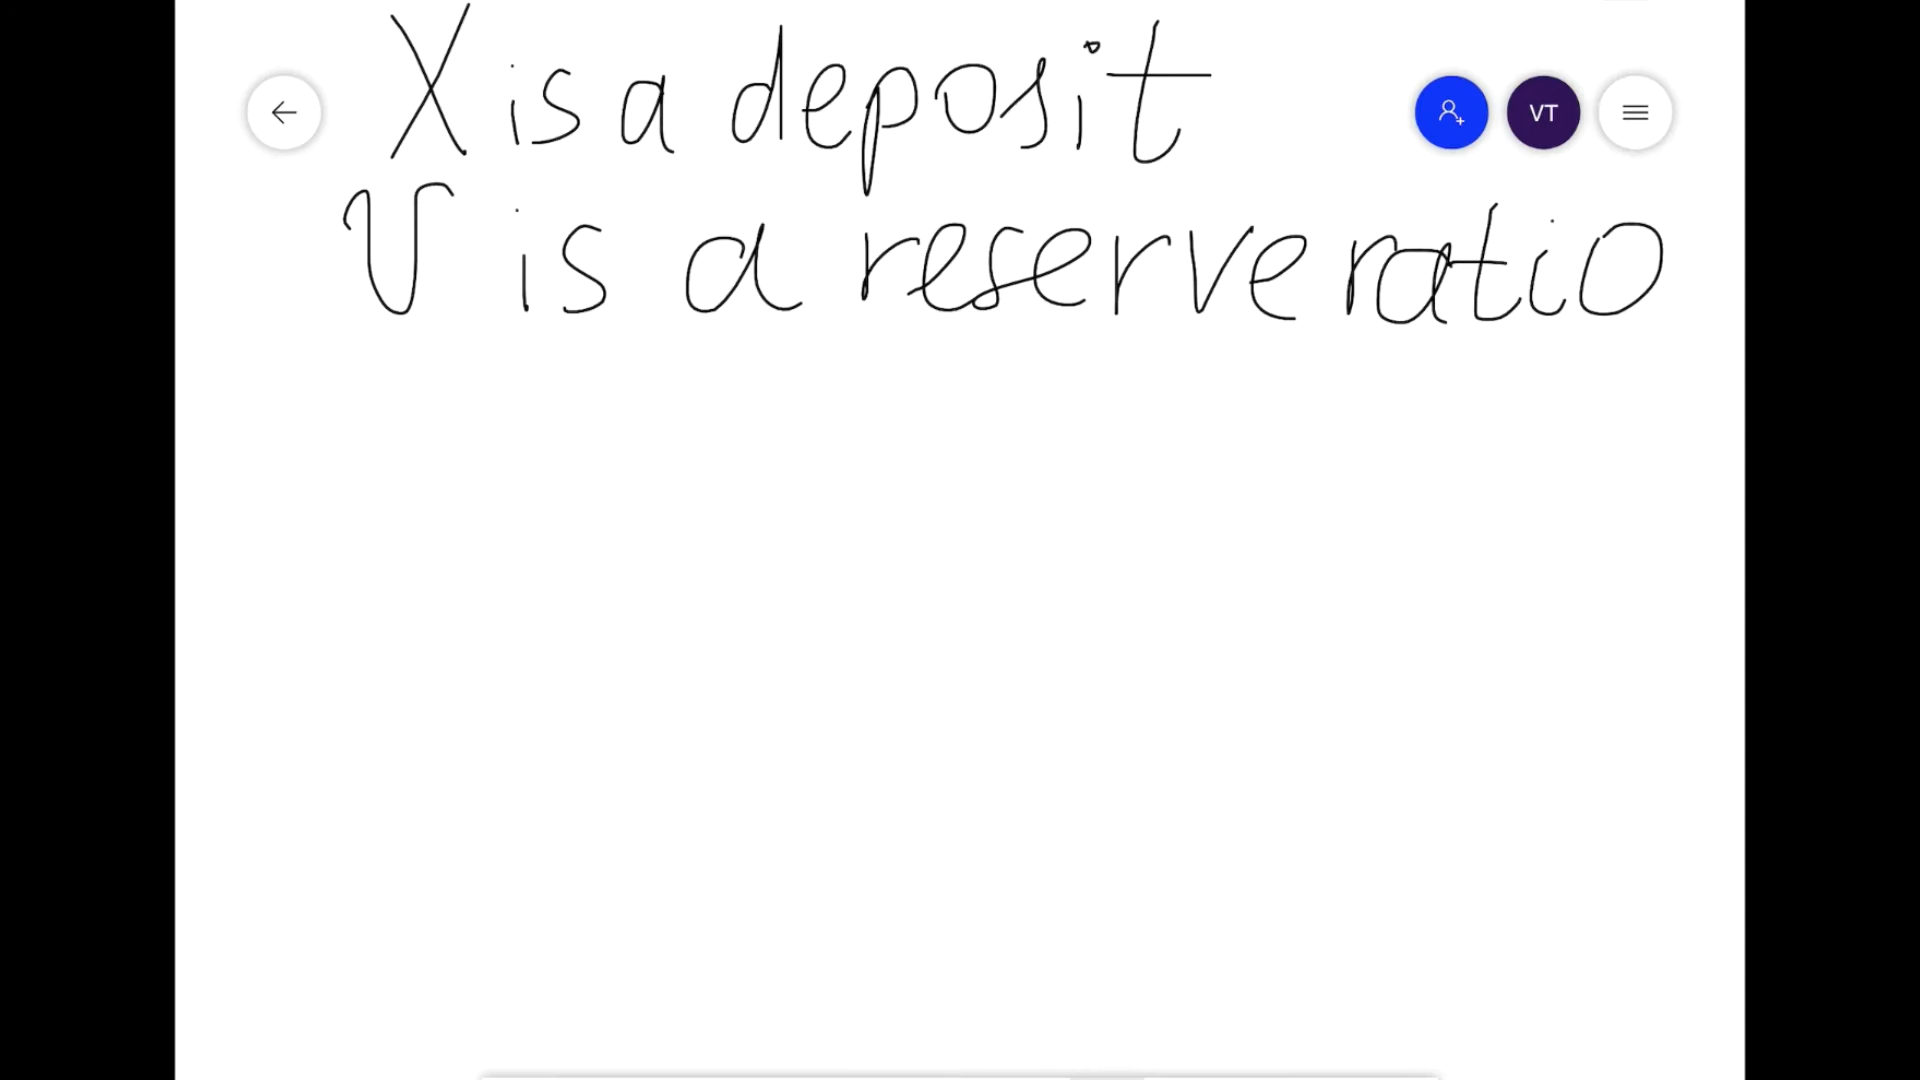 X is a deposit
VT
r is a reserve ratio